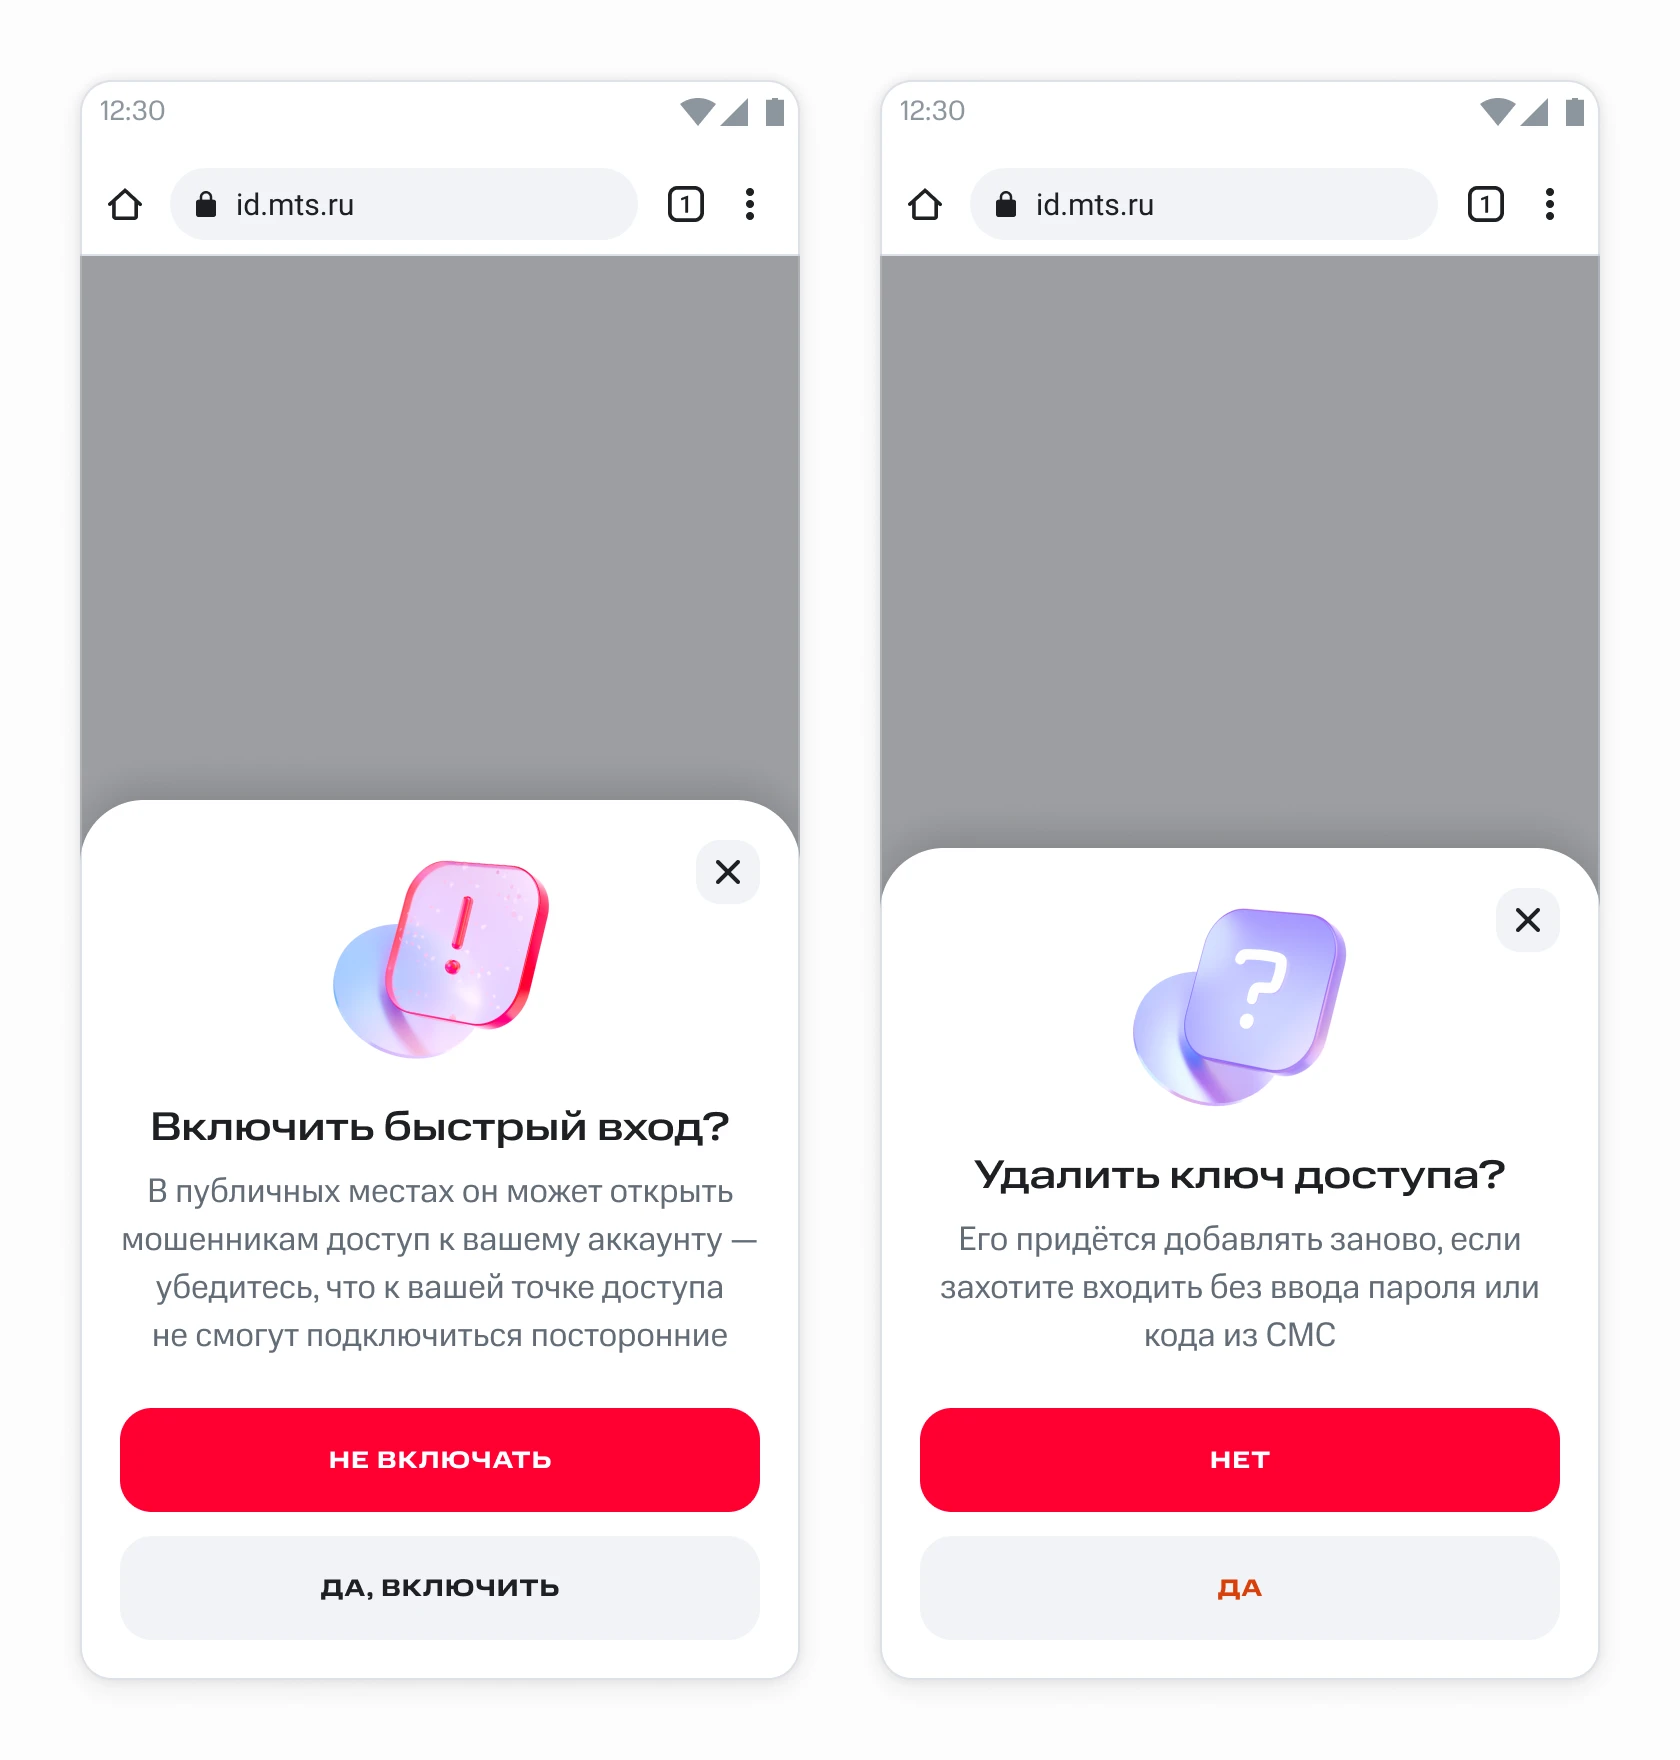 12:30
id.mts.ru
1
!
Включить быстрый вход?
В публичных местах он может открыть
мошенникам доступ к вашему аккаунту —
убедитесь, что к вашей точке доступа
не смогут подключиться посторонние
НЕ ВКЛЮЧАТЬ
ДА, ВКЛЮЧИТЬ
12:30
id.mts.ru
1
?
Удалить ключ доступа?
Его придётся добавлять заново, если
захотите входить без ввода пароля или
кода из СМС
НЕТ
ДА